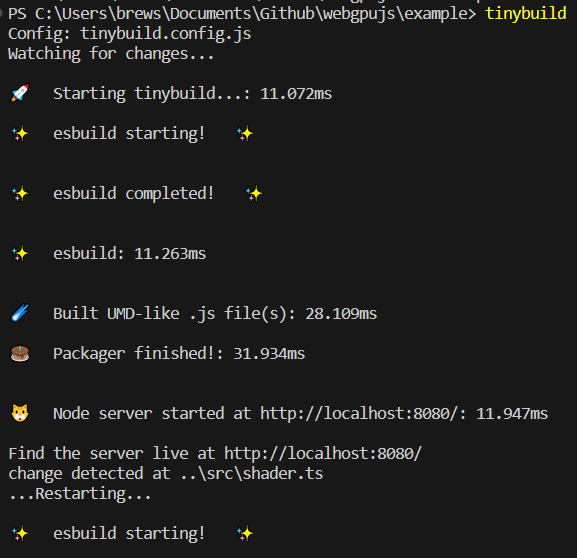 PS C:\Users\brews\Documents\Github\webgpujs\example> tinybuild
Config: tinybuild.config.js
Watching for changes...
🚀 Starting tinybuild...: 11.072ms
✨ esbuild starting! ✨
✨ esbuild completed! ✨
✨ esbuild: 11.263ms
☄️ Built UMD-like .js file(s): 28.109ms
🥮 Packager finished!: 31.934ms
🐱 Node server started at http://localhost:8080/: 11.947ms
Find the server live at http://localhost:8080/
change detected at ..\src\shader.ts
...Restarting...
✨ esbuild starting! ✨